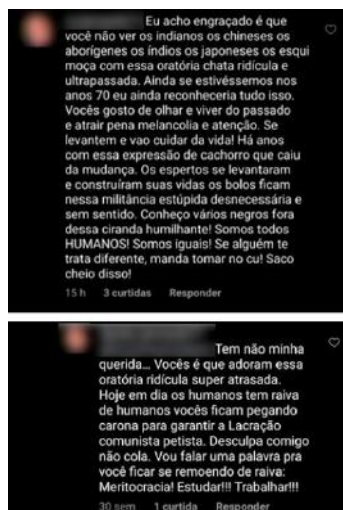 Eu acho engraçado é que
você não ver os indianos os chineses os
aborígenes os índios os japoneses os esqui
moça com essa oratória chata ridícula e
ultrapassada. Ainda se estivéssemos nos
anos 70 eu ainda reconheceria tudo isso.
Vocês gosto de olhar e viver do passado
e atrair pena melancolia e atenção. Se
levantem e vao cuidar da vida! Há anos
com essa expressão de cachorro que caiu
da mudança. Os espertos se levantaram
e construíram suas vidas os bolos ficam
nessa militância estúpida desnecessária e
sem sentido. Conheço vários negros fora
dessa ciranda humilhante! Somos todos
HUMANOS! Somos iguais! Se alguém te
trata diferente, manda tomar no cu! Saco
cheio disso!
15 h 3 curtidas Responder
Tem não minha
querida... Vocês é que adoram essa
oratória ridícula super atrasada.
Hoje em dia os humanos tem raiva
de humanos vocês ficam pegando
carona para garantir a Lacração
comunista petista. Desculpa comigo
não cola. Vou falar uma palavra pra
você ficar se remoendo de raiva:
Meritocracia! Estudar!!! Trabalhar!!!
30 sem 1 curtida Responder